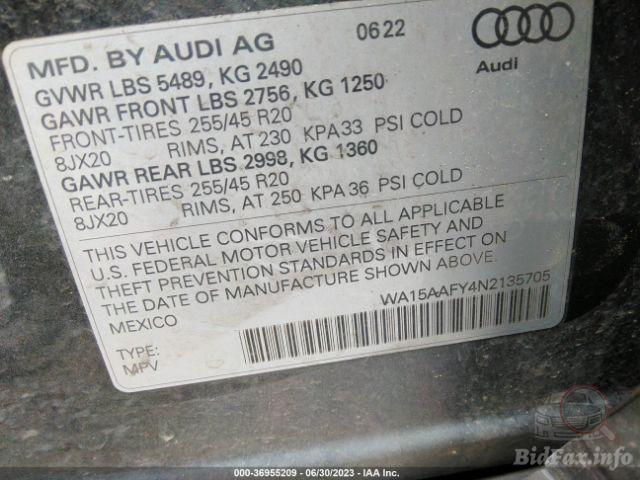 MFD. BY AUDI AG 0622
Audi
GVWR LBS 5489, KG 2490
GAWR FRONT LBS 2756, KG 1250
FRONT-TIRES 255/45 R20
8JX20 RIMS, AT 230 KPA33 PSI COLD
GAWR REAR LBS 2998, KG 1360
REAR-TIRES 255/45 R20
8JX20 RIMS, AT 250 KPA 36 PSI COLD
THIS VEHICLE CONFORMS TO ALL APPLICABLE
U.S. FEDERAL MOTOR VEHICLE SAFETY AND
THEFT PREVENTION STANDARDS IN EFFECT ON
THE DATE OF MANUFACTURE SHOWN ABOVE.
MEXICO WA15AAFY4N2135705
TYPE:
MPV
000-36955209 - 06/30/2023 - IAA Inc.
BidFax.info